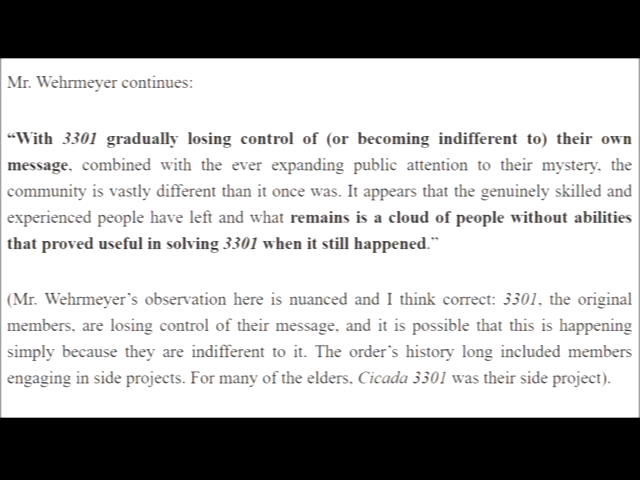 Mr. Wehrmeyer continues:
“With 3301 gradually losing control of (or becoming indifferent to) their own
message, combined with the ever expanding public attention to their mystery, the
community is vastly different than it once was. It appears that the genuinely skilled and
experienced people have left and what remains is a cloud of people without abilities
that proved useful in solving 3301 when it still happened.”
(Mr. Wehrmeyer’s observation here is nuanced and I think correct: 3301, the original
members, are losing control of their message, and it is possible that this is happening
simply because they are indifferent to it. The order’s history long included members
engaging in side projects. For many of the elders, Cicada 3301 was their side project).